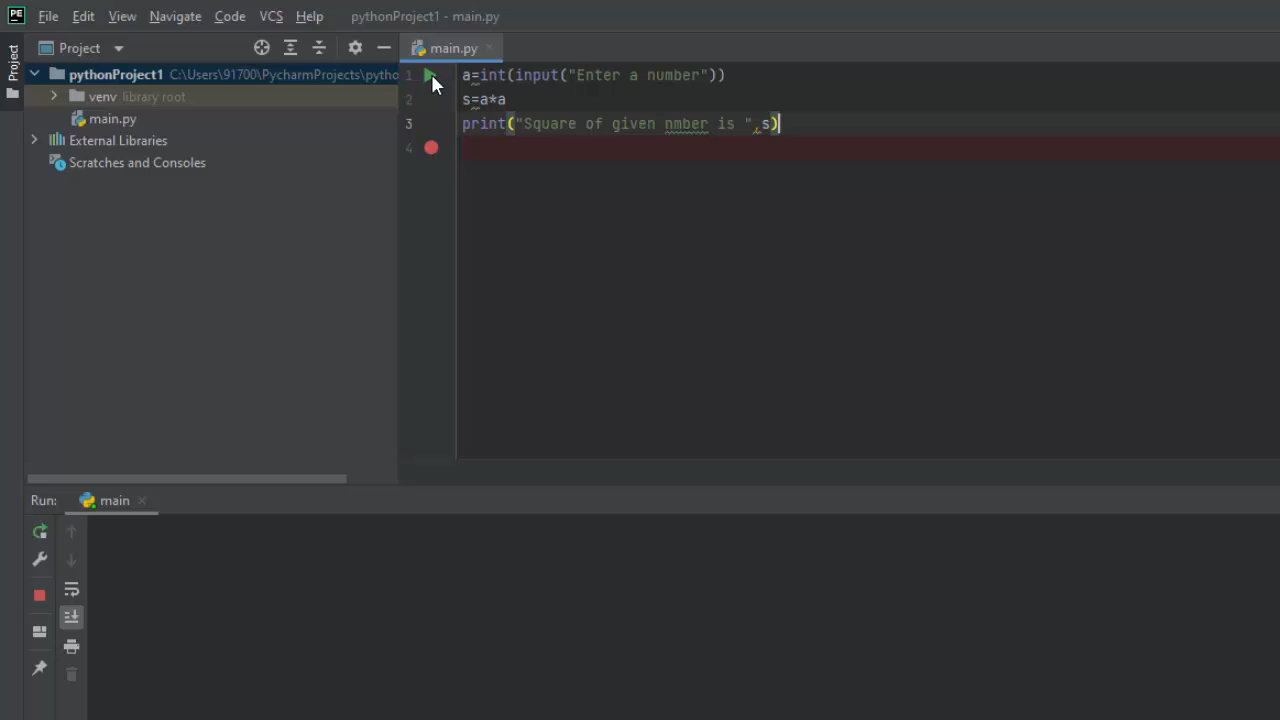 PC File Edit View Navigate Code VCS Help pythonProject1 - main.py
Project
Project
main.py
pythonProject1 C:\Users\91700\PycharmProjects\pytho
venv library root
main.py
External Libraries
Scratches and Consoles
1 a=int(input("Enter a number"))
2 s=a*a
3 print("Square of given nmber is ",s)
4
Run: main